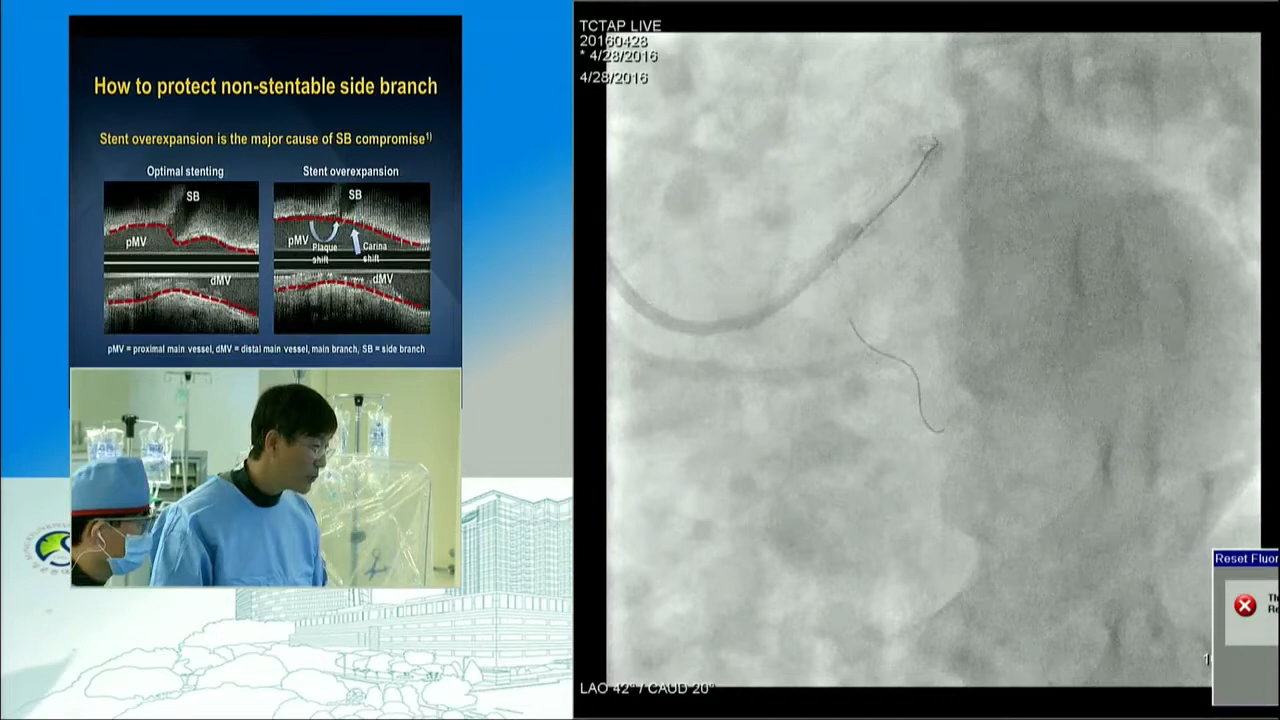 How to protect non-stentable side branch
Stent overexpansion is the major cause of SB compromise¹⁾
Optimal stenting
Stent overexpansion
SB
pMV
dMV
SB
pMV
Plaque shift
Carina shift
dMV
pMV = proximal main vessel, dMV = distal main vessel, main branch, SB = side branch
TCTAP LIVE
20160428
* 4/28/2016
4/28/2016
LAO 42° / CAUD 20°
Reset Fluor
Th
Re
1